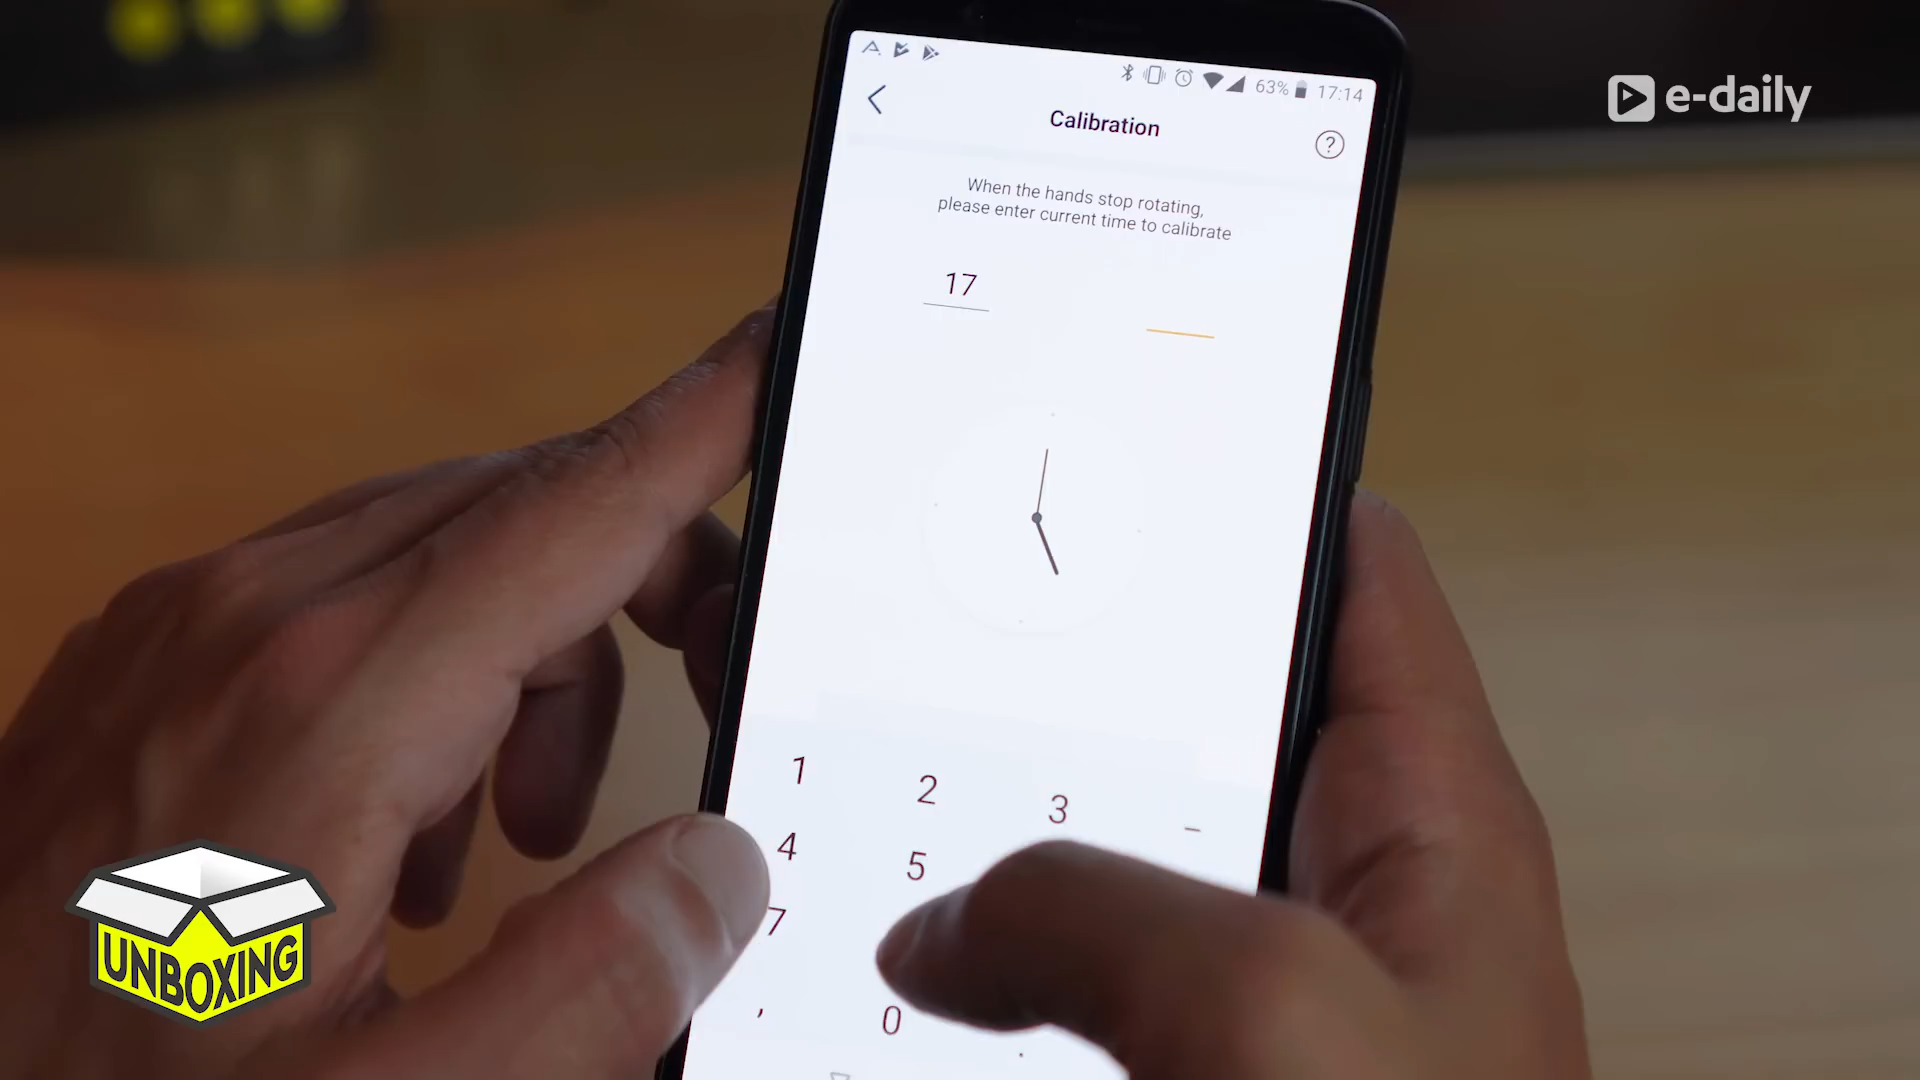 63% 17:14
e-daily
Calibration
?
When the hands stop rotating,
please enter current time to calibrate
17
1 2 3 –
4 5
7
, 0 .
UNBOXING